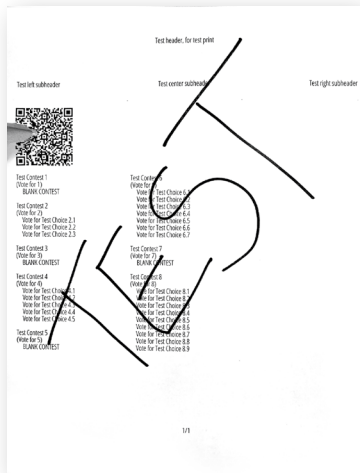 Test header, for test print
Test left subheader
Test center subheader
Test right subheader
Test Contest 1
(Vote for 1)
BLANK CONTEST
Test Contest 2
(Vote for 2)
Vote for Test Choice 2.1
Vote for Test Choice 2.2
Vote for Test Choice 2.3
Test Contest 3
(Vote for 3)
BLANK CONTEST
Test Contest 4
(Vote for 4)
Vote for Test Choice 4.1
Vote for Test Choice 4.2
Vote for Test Choice 4.3
Vote for Test Choice 4.4
Vote for Test Choice 4.5
Test Contest 5
(Vote for 5)
BLANK CONTEST
Test Contest 6
(Vote for
Vote for Test Choice 6.1
Vote for Test Choice 6.2
Vote for Test Choice 6.3
Vote for Test Choice 6.4
Vote for Test Choice 6.5
Vote for Test Choice 6.6
Vote for Test Choice 6.7
Test Contest 7
(Vote for 7)
BLANK CONTEST
Test Contest 8
(Vote for 8)
Vote for Test Choice 8.1
Vote for Test Choice 8.2
Vote for Test Choice 8.3
Vote for Test Choice 8.4
Vote for Test Choice 8.5
Vote for Test Choice 8.6
Vote for Test Choice 8.7
Vote for Test Choice 8.8
Vote for Test Choice 8.9
TEST
1/1